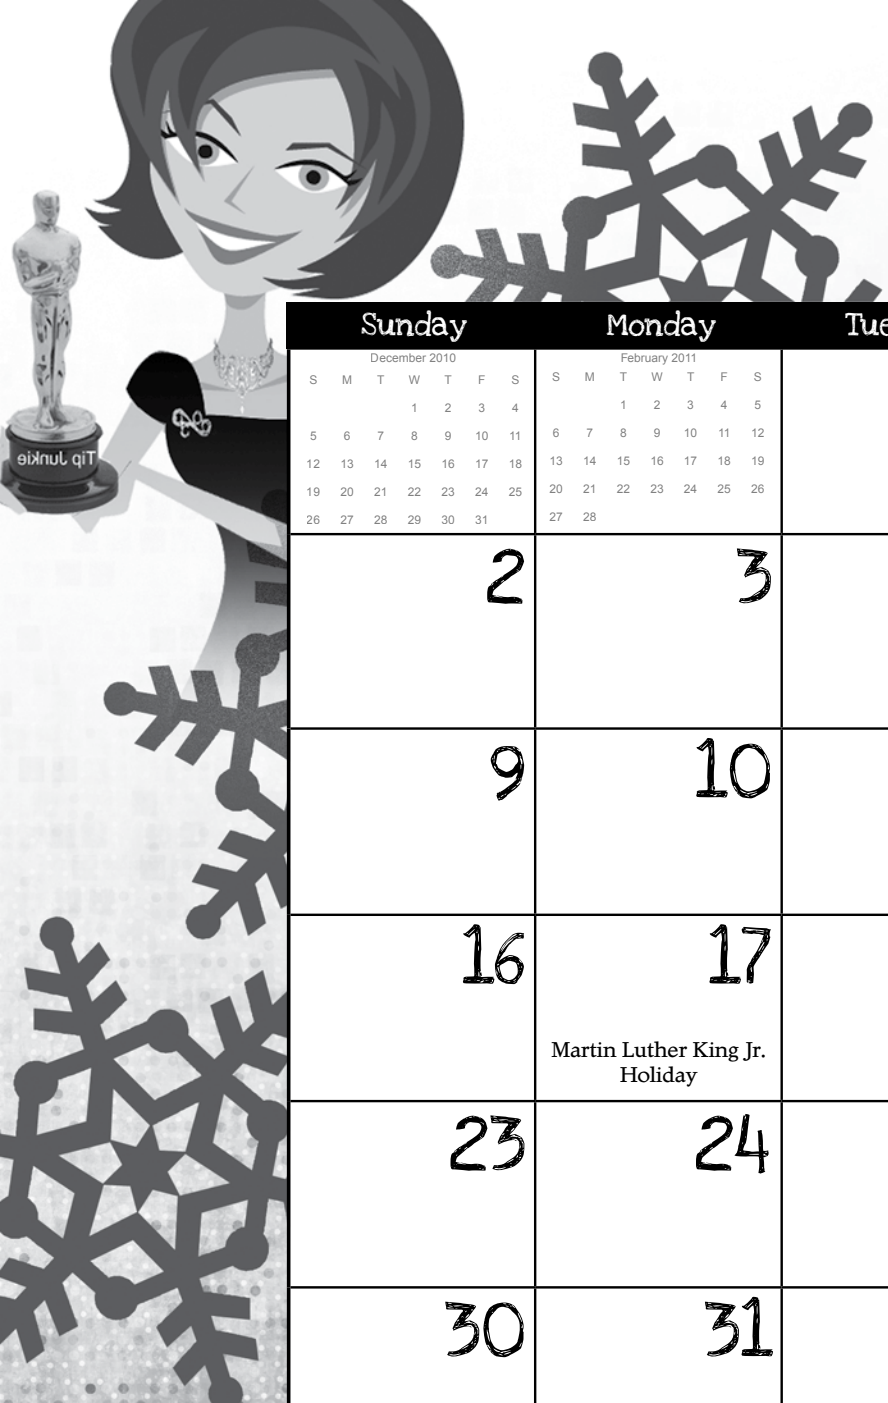 Sunday Monday Tue
December 2010
S M T W T F S
1 2 3 4
5 6 7 8 9 10 11
12 13 14 15 16 17 18
19 20 21 22 23 24 25
26 27 28 29 30 31
February 2011
S M T W T F S
1 2 3 4 5
6 7 8 9 10 11 12
13 14 15 16 17 18 19
20 21 22 23 24 25 26
27 28
Tip Junkie
2 3
9 10
16 17
Martin Luther King Jr.
Holiday
23 24
30 31